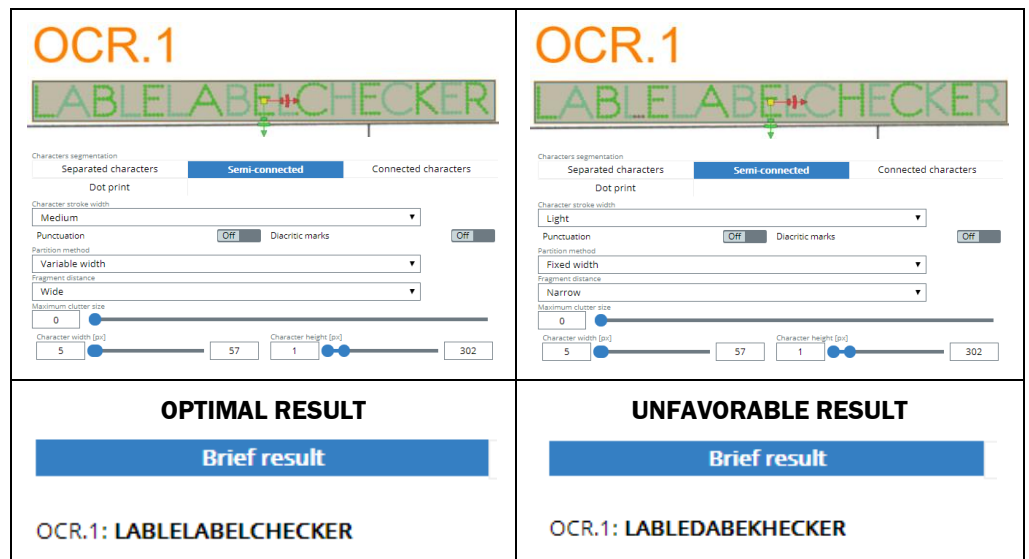 OCR.1
LABLELABELCHECKER
Characters segmentation
Separated characters Semi-connected Connected characters
Dot print
Character stroke width
Medium
Punctuation Off Diacritic marks Off
Partition method
Variable width
Fragment distance
Wide
Maximum clutter size
0
Character width [px] Character height [px]
5 57 1 302
OPTIMAL RESULT
Brief result
OCR.1: LABLELABELCHECKER
OCR.1
LABLELABELCHECKER
Characters segmentation
Separated characters Semi-connected Connected characters
Dot print
Character stroke width
Light
Punctuation Off Diacritic marks Off
Partition method
Fixed width
Fragment distance
Narrow
Maximum clutter size
0
Character width [px] Character height [px]
5 57 1 302
UNFAVORABLE RESULT
Brief result
OCR.1: LABLEDABEKHECKER